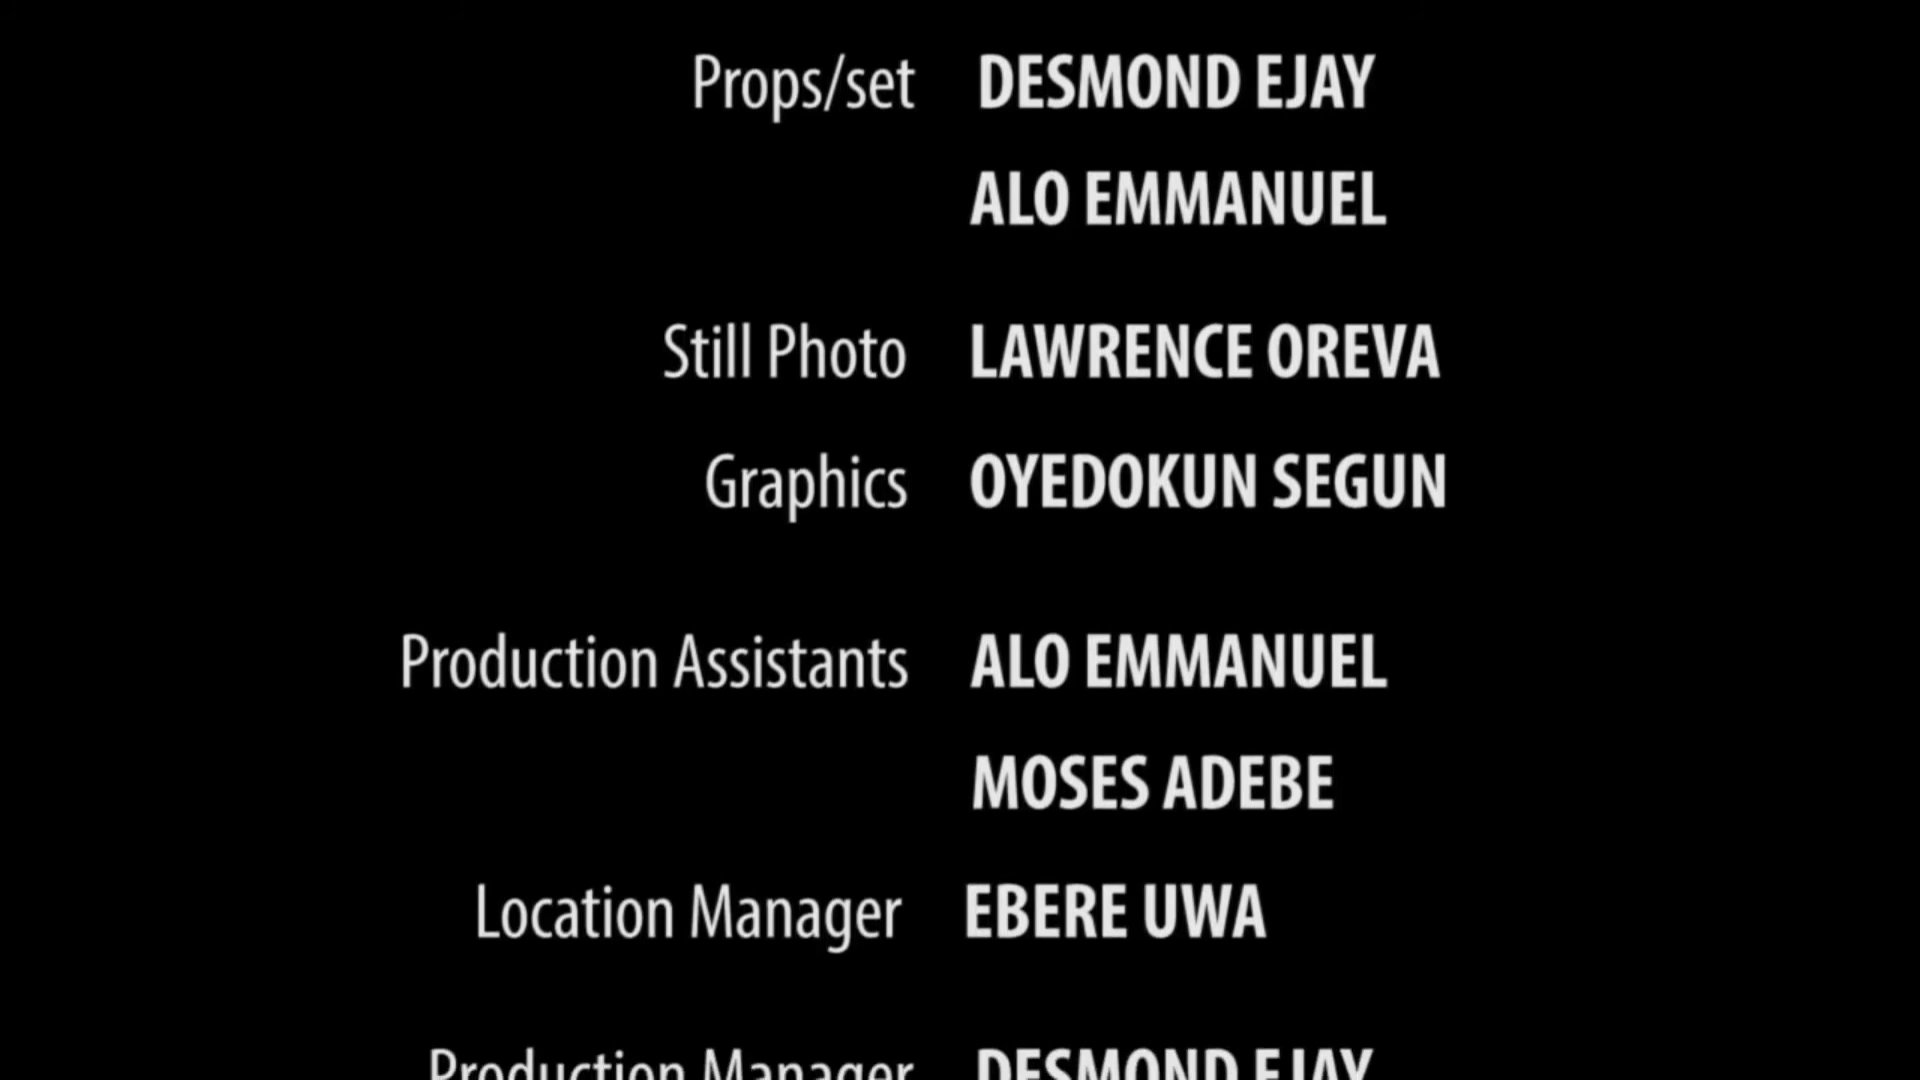 Props/set DESMOND EJAY
ALO EMMANUEL
Still Photo LAWRENCE OREVA
Graphics OYEDOKUN SEGUN
Production Assistants ALO EMMANUEL
MOSES ADEBE
Location Manager EBERE UWA
Production Manager DESMOND EJAY